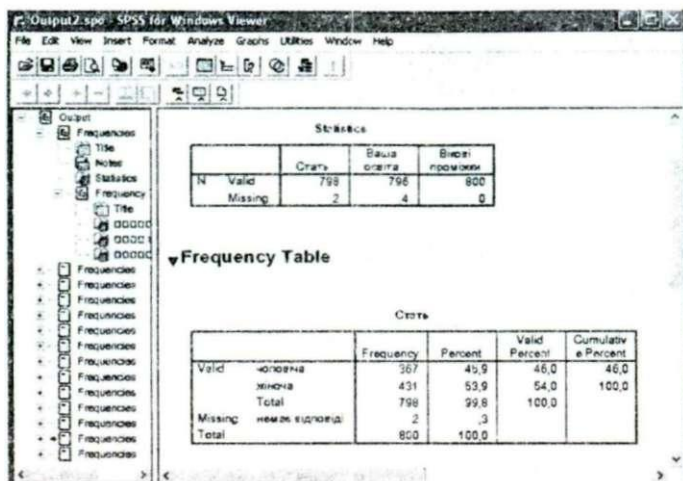 Output2.spo - SPSS for Windows Viewer
File Edit View Insert Format Analyze Graphs Utilities Window Help
Output
Frequencies
Title
Notes
Statistics
Frequency
Title
Frequencies
Frequencies
Frequencies
Frequencies
Frequencies
Frequencies
Frequencies
Frequencies
Frequencies
Frequencies
Frequencies
Frequencies
Frequencies
Statistics
Стать Ваша освіта Вікові проміжки
N Valid 798 796 800
Missing 2 4 0
Frequency Table
Стать
Frequency Percent Valid Percent Cumulativ e Percent
Valid чоловіча 367 45,9 46,0 46,0
жіноча 431 53,9 54,0 100,0
Total 798 99,8 100,0
Missing немає відповіді 2 ,3
Total 800 100,0